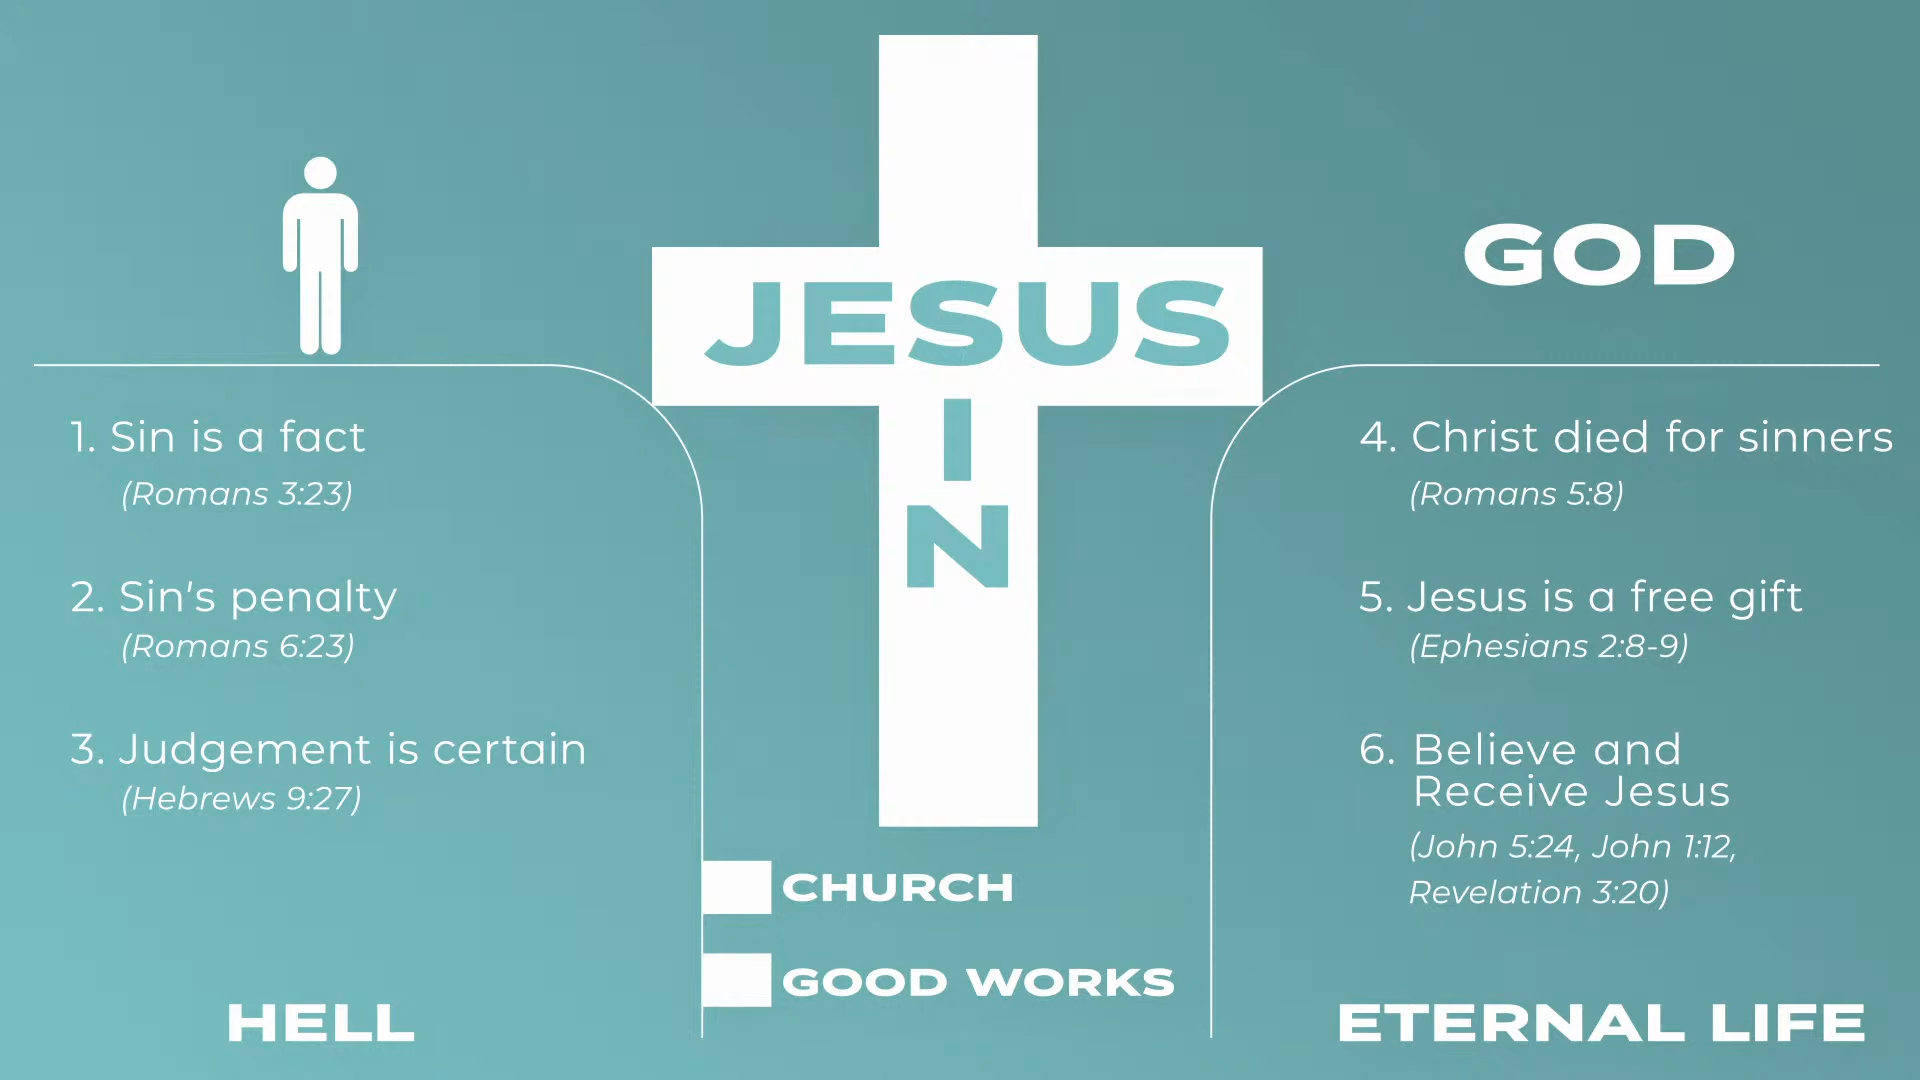 JESUS
I
N
GOD
1. Sin is a fact
(Romans 3:23)
2. Sin's penalty
(Romans 6:23)
3. Judgement is certain
(Hebrews 9:27)
HELL
CHURCH
GOOD WORKS
4. Christ died for sinners
(Romans 5:8)
5. Jesus is a free gift
(Ephesians 2:8-9)
6. Believe and
Receive Jesus
(John 5:24, John 1:12,
Revelation 3:20)
ETERNAL LIFE